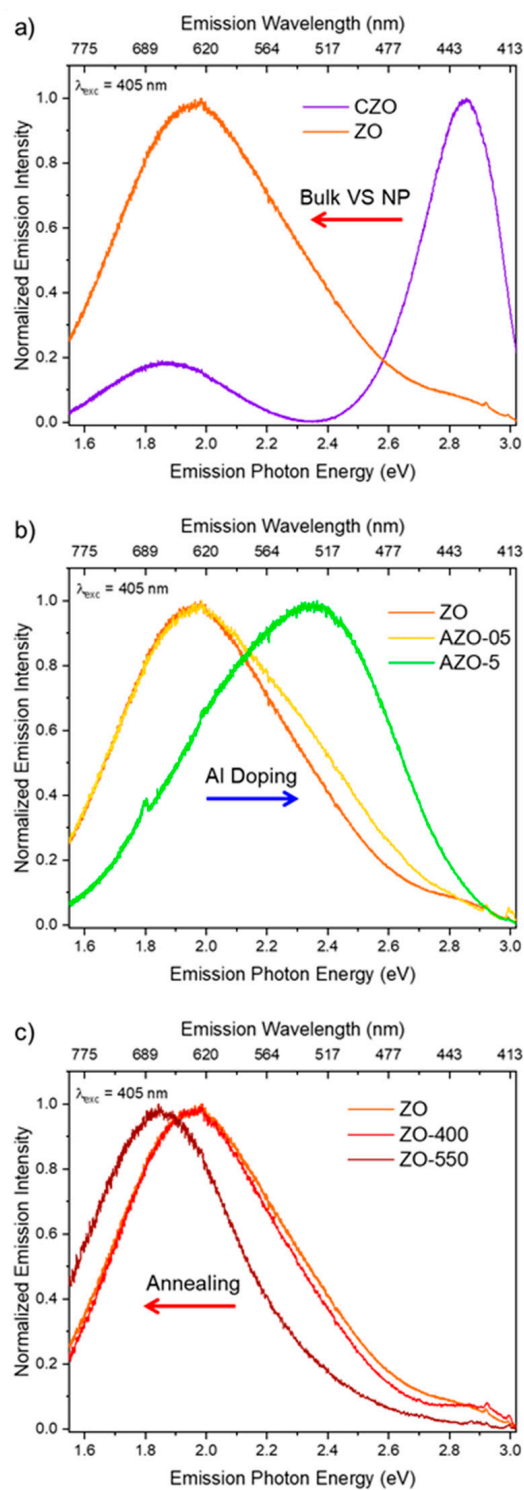 a)
Emission Wavelength (nm)
775 689 620 564 517 477 443 413
λexc = 405 nm
CZO
ZO
Bulk VS NP
Normalized Emission Intensity
1.0
0.8
0.6
0.4
0.2
0.0
1.6 1.8 2.0 2.2 2.4 2.6 2.8 3.0
Emission Photon Energy (eV)
b)
Emission Wavelength (nm)
775 689 620 564 517 477 443 413
λexc = 405 nm
ZO
AZO-05
AZO-5
Al Doping
Normalized Emission Intensity
1.0
0.8
0.6
0.4
0.2
0.0
1.6 1.8 2.0 2.2 2.4 2.6 2.8 3.0
Emission Photon Energy (eV)
c)
Emission Wavelength (nm)
775 689 620 564 517 477 443 413
λexc = 405 nm
ZO
ZO-400
ZO-550
Annealing
Normalized Emission Intensity
1.0
0.8
0.6
0.4
0.2
0.0
1.6 1.8 2.0 2.2 2.4 2.6 2.8 3.0
Emission Photon Energy (eV)